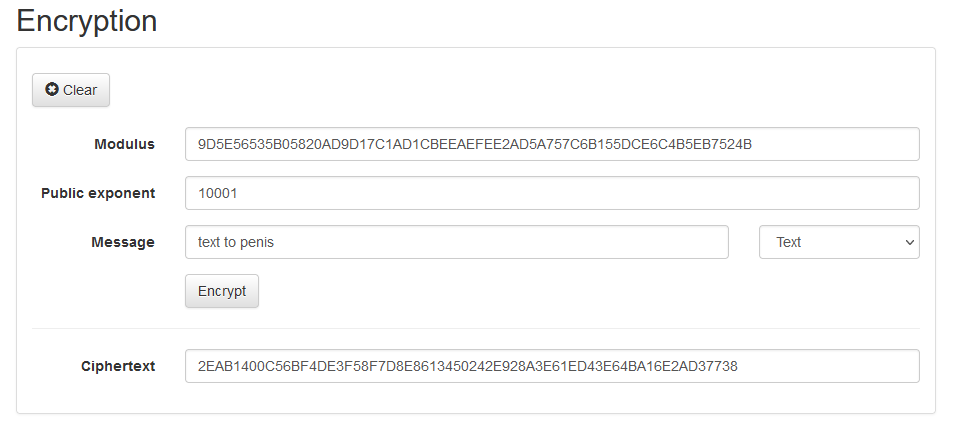 Encryption
Clear
Modulus 9D5E56535B05820AD9D17C1AD1CBEEAEFEE2AD5A757C6B155DCE6C4B5EB7524B
Public exponent 10001
Message text to penis Text
Encrypt
Ciphertext 2EAB1400C56BF4DE3F58F7D8E8613450242E928A3E61ED43E64BA16E2AD37738